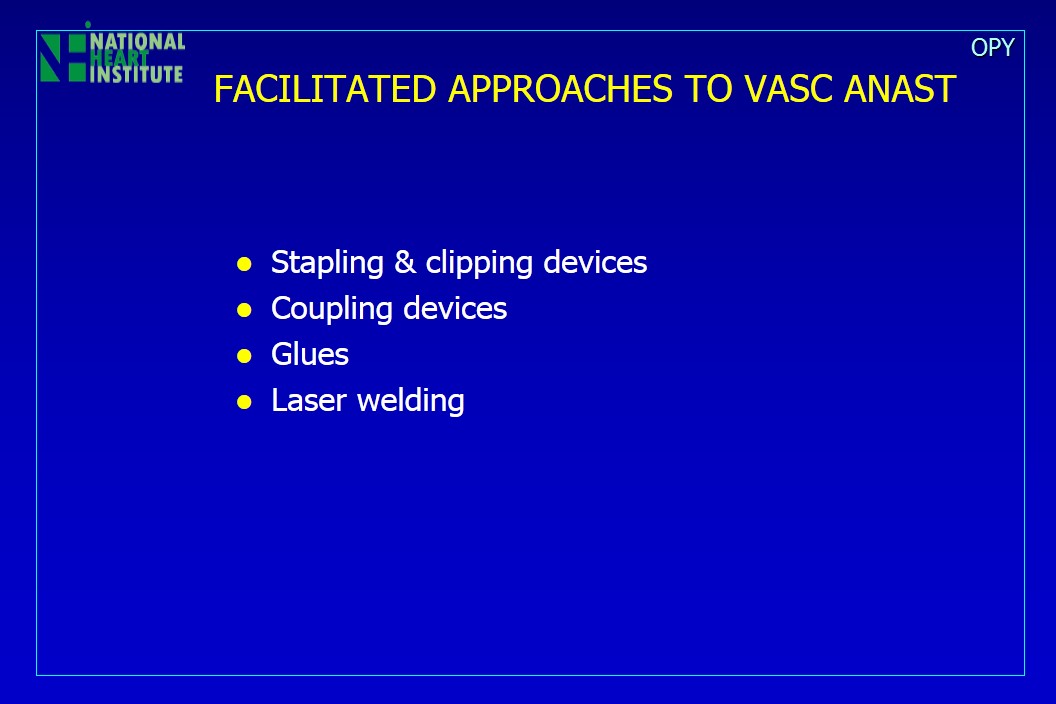 NATIONAL
HEART
INSTITUTE
OPY
FACILITATED APPROACHES TO VASC ANAST
Stapling & clipping devices
Coupling devices
Glues
Laser welding